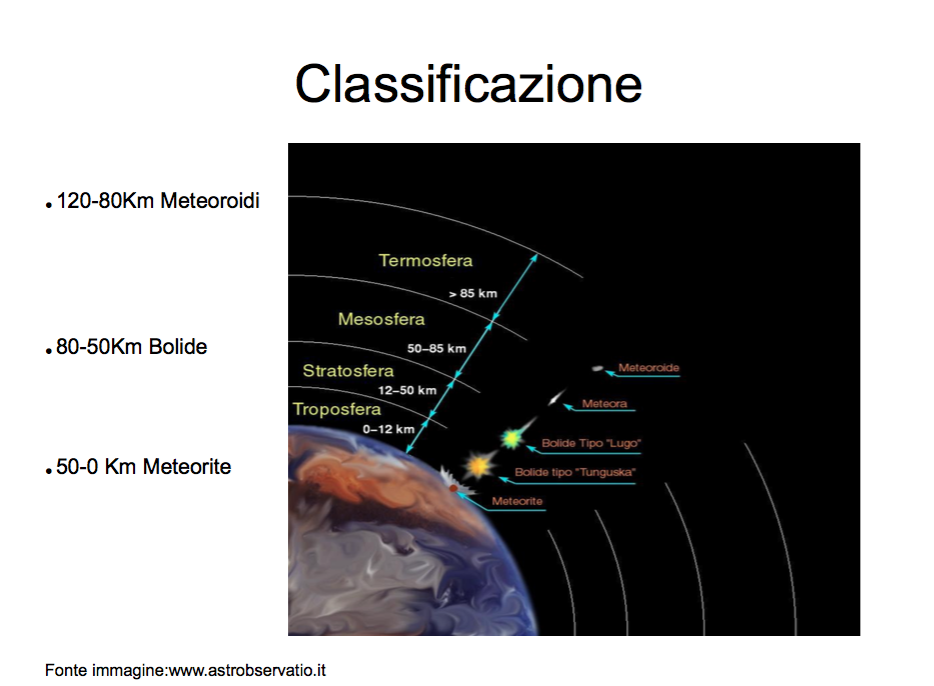 Classificazione
• 120-80Km Meteoroidi
• 80-50Km Bolide
• 50-0 Km Meteorite
Termosfera
> 85 km
Mesosfera
50–85 km
Stratosfera
12–50 km
Troposfera
0–12 km
Meteoroide
Meteora
Bolide Tipo "Lugo"
Bolide tipo "Tunguska"
Meteorite
Fonte immagine:www.astrobservatio.it